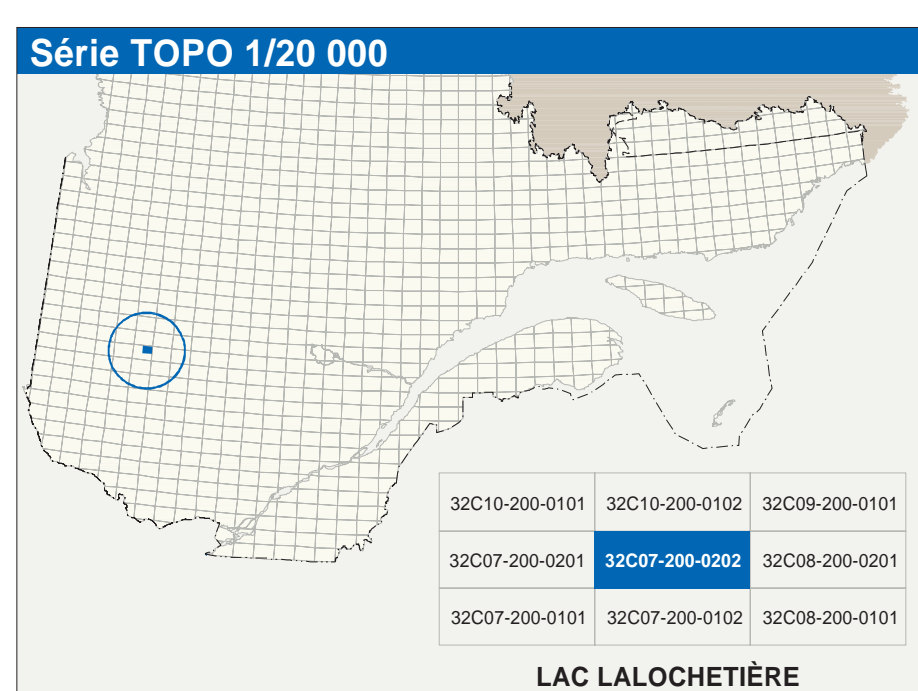 Série TOPO 1/20 000
32C10-200-0101 32C10-200-0102 32C09-200-0101
32C07-200-0201 32C07-200-0202 32C08-200-0201
32C07-200-0101 32C07-200-0102 32C08-200-0101
LAC LALOCHETIÈRE